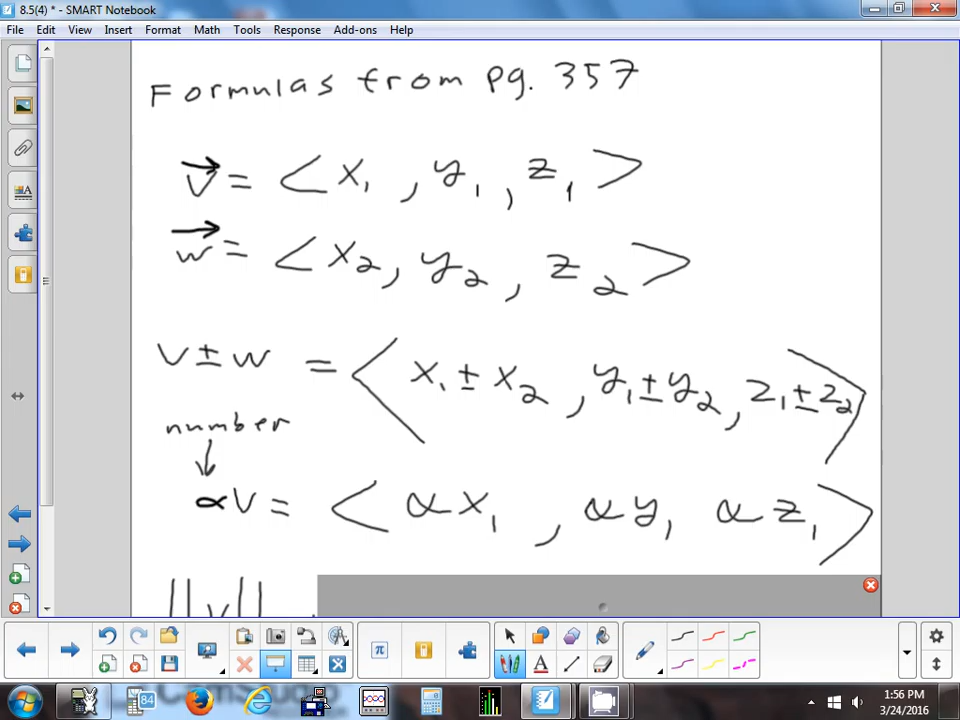 8.5(4) * - SMART Notebook
File Edit View Insert Format Math Tools Response Add-ons Help
Formulas from pg. 357
v = < x₁ , y₁ , z₁ >
w = < x₂ , y₂ , z₂ >
v ± w = < x₁ ± x₂ , y₁ ± y₂ , z₁ ± z₂ >
number
αv = < αx₁ , αy₁ αz₁ >
||v||
π
A
84
1:56 PM
3/24/2016